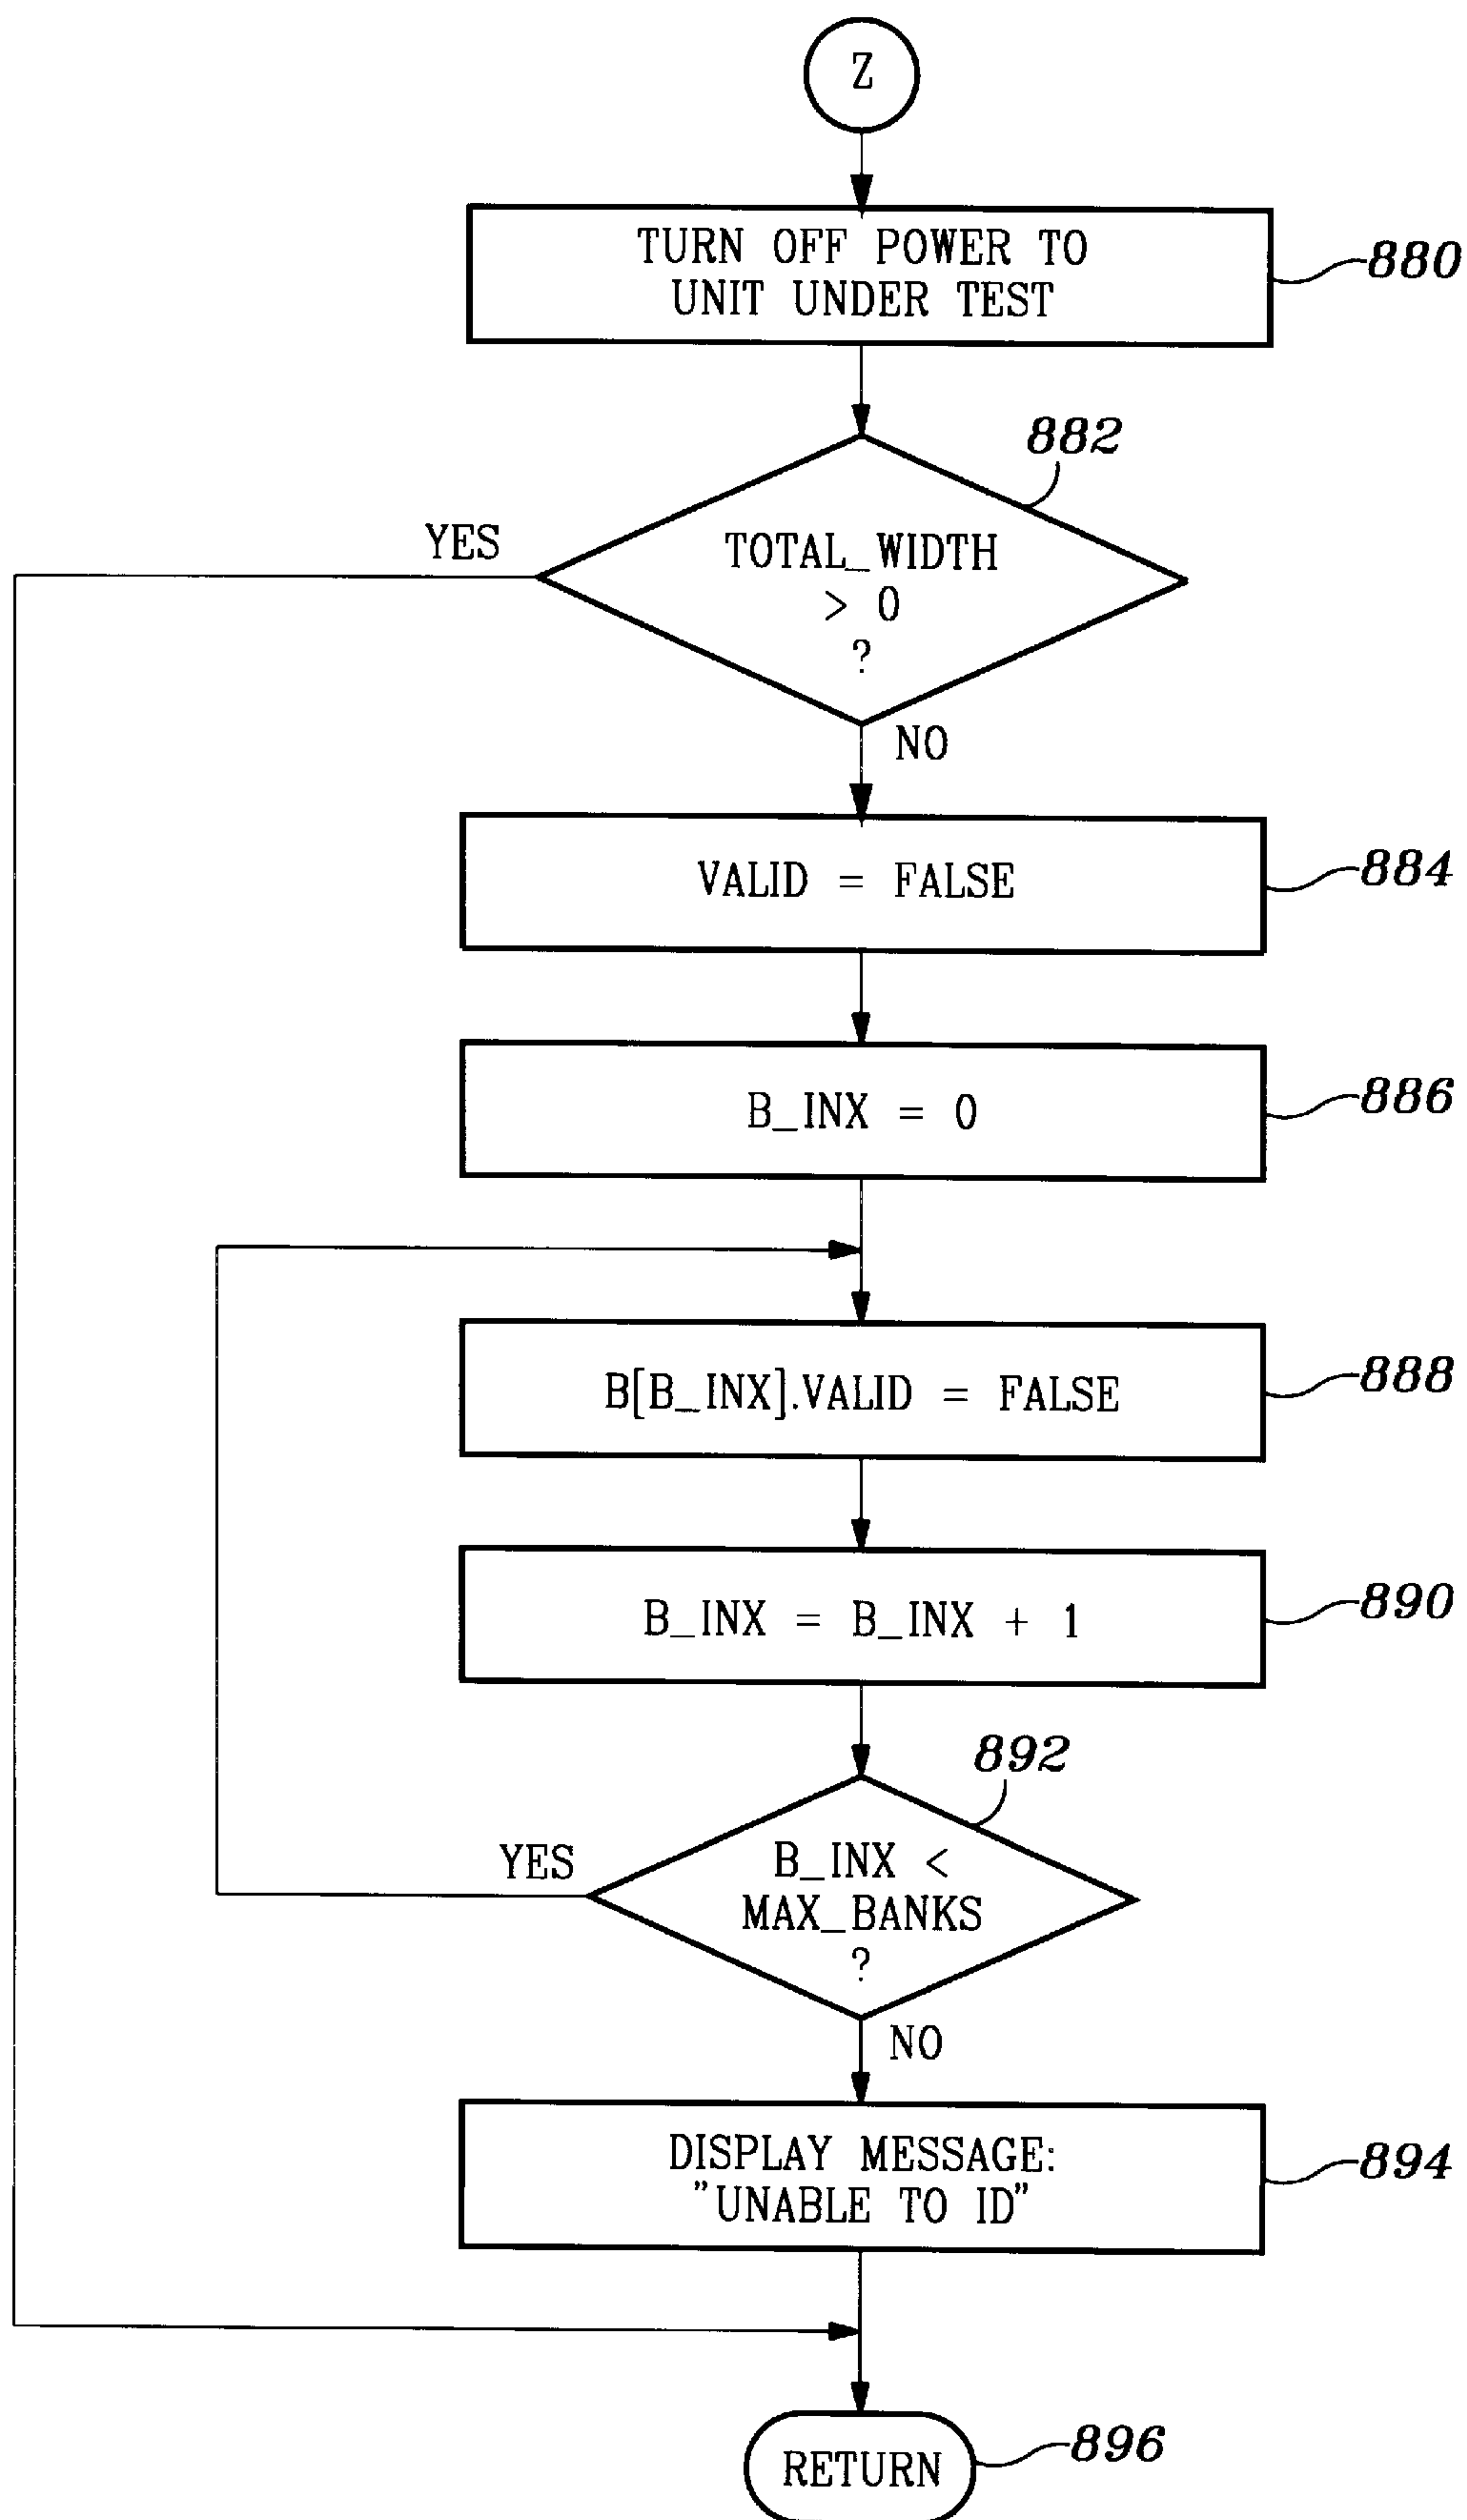 Z
TURN OFF POWER TO
UNIT UNDER TEST
880
882
YES
TOTAL_WIDTH
> 0
?
NO
VALID = FALSE
884
B_INX = 0
886
B[B_INX].VALID = FALSE
888
B_INX = B_INX + 1
890
892
YES
B_INX <
MAX_BANKS
?
NO
DISPLAY MESSAGE:
"UNABLE TO ID"
894
RETURN
896